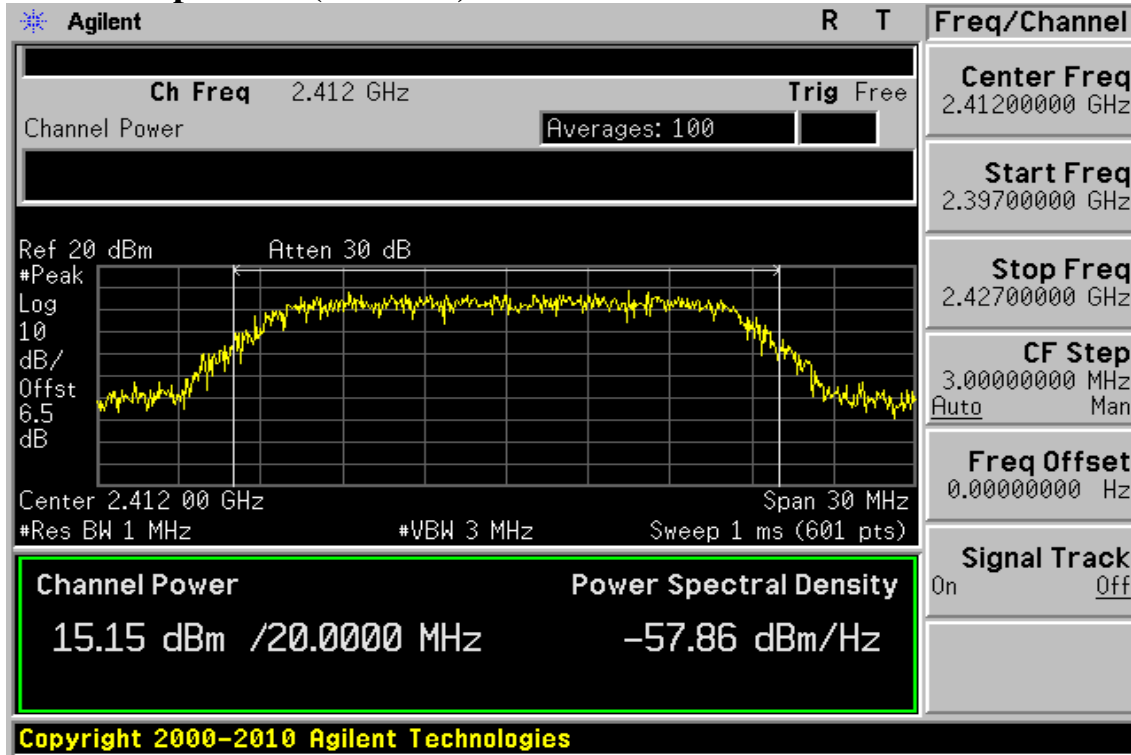 Agilent R T
Freq/Channel
Ch Freq 2.412 GHz Trig Free
Channel Power Averages: 100
Ref 20 dBm Atten 30 dB
#Peak
Log
10
dB/
Offst
6.5
dB
Center 2.412 00 GHz Span 30 MHz
#Res BW 1 MHz #VBW 3 MHz Sweep 1 ms (601 pts)
Channel Power Power Spectral Density
15.15 dBm /20.0000 MHz -57.86 dBm/Hz
Copyright 2000-2010 Agilent Technologies
Center Freq
2.41200000 GHz
Start Freq
2.39700000 GHz
Stop Freq
2.42700000 GHz
CF Step
3.00000000 MHz
Auto Man
Freq Offset
0.00000000 Hz
Signal Track
On Off